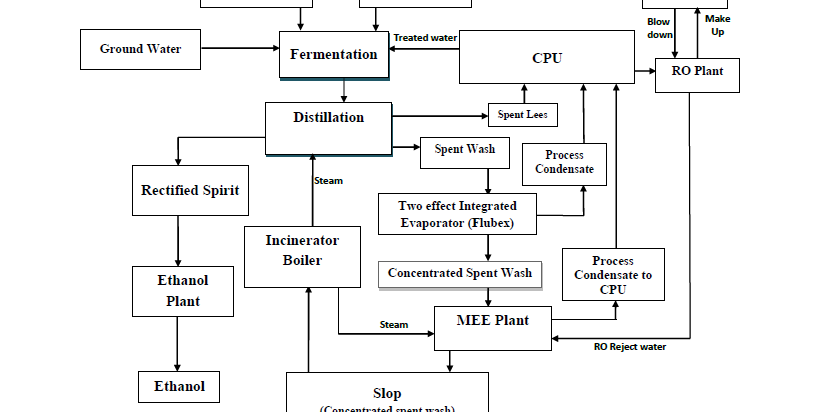 Blow
down
Make
Up
Ground Water
Fermentation
Treated water
CPU
RO Plant
Distillation
Spent Lees
Spent Wash
Process
Condensate
Steam
Rectified Spirit
Two effect Integrated
Evaporator (Flubex)
Incinerator
Boiler
Concentrated Spent Wash
Process
Condensate to
CPU
Ethanol
Plant
MEE Plant
Steam
RO Reject water
Ethanol
Slop
(Concentrated spent wash)